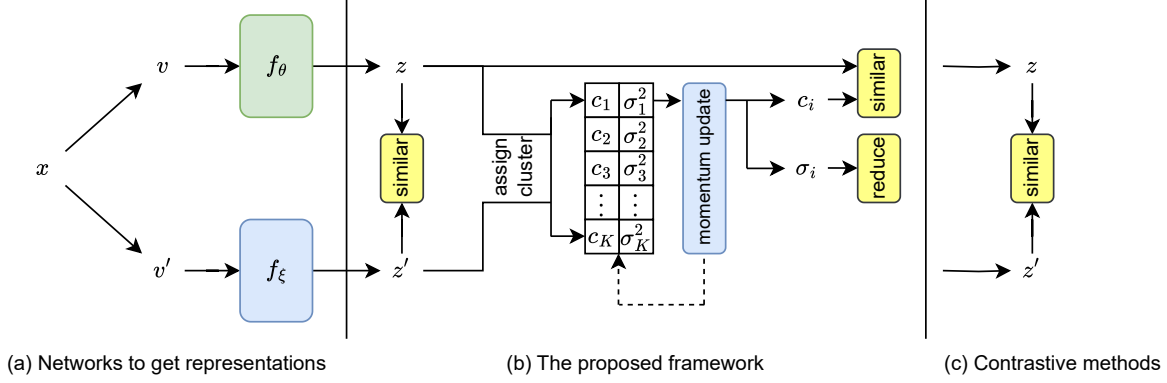 x
v
f_θ
v′
f_ξ
(a) Networks to get representations
z
similar
z′
assign
cluster
c_1 σ_1^2
c_2 σ_2^2
c_3 σ_3^2
⋮ ⋮
c_K σ_K^2
momentum update
c_i
σ_i
similar
reduce
(b) The proposed framework
z
similar
z′
(c) Contrastive methods